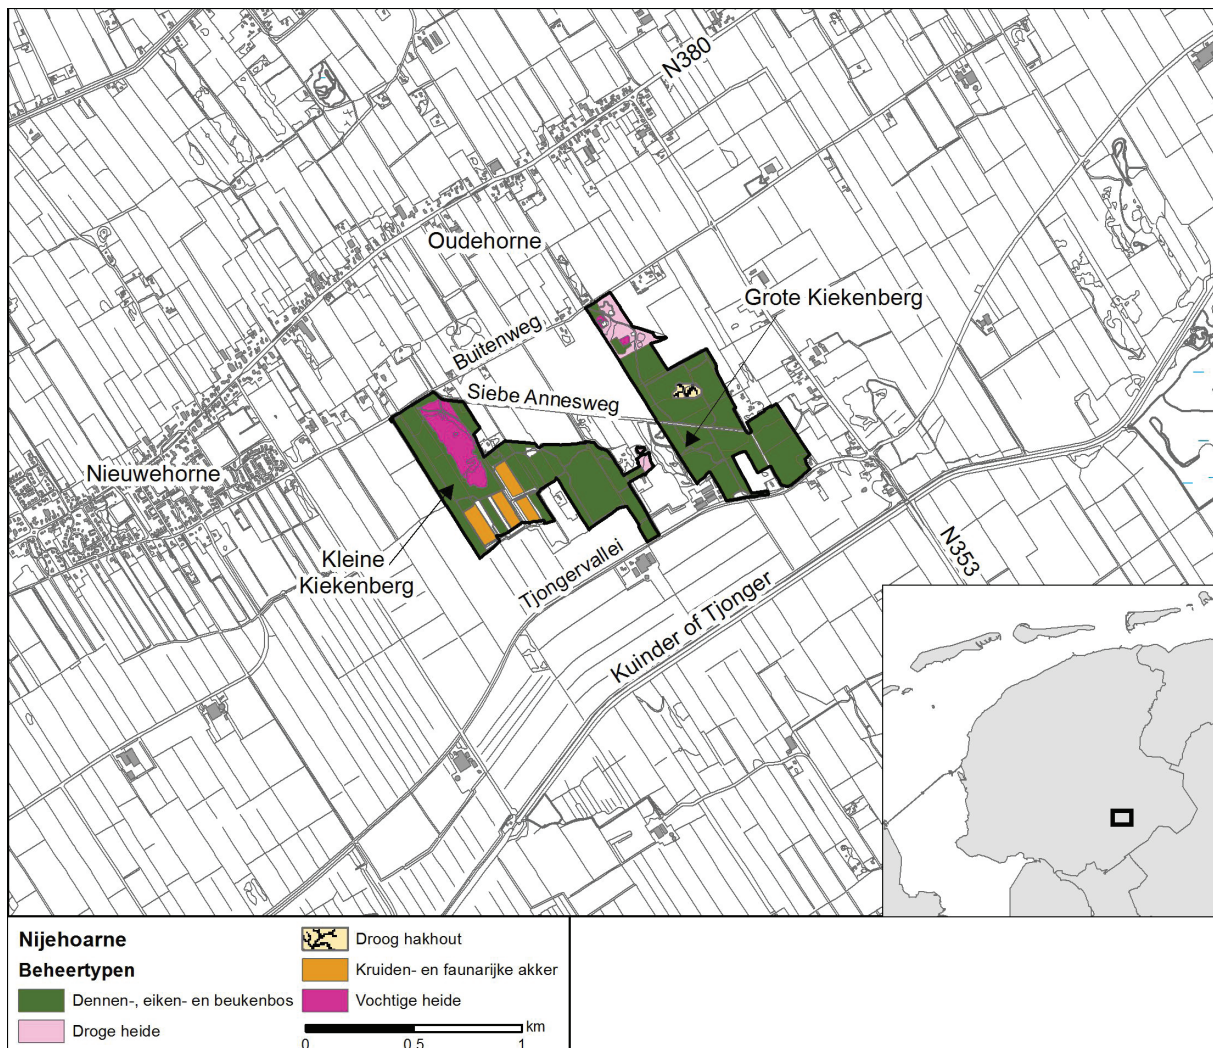 N380
Oudehorne
Grote Kiekenberg
Buitenweg
Siebe Annesweg
Nieuwehorne
Kleine
Kiekenberg
Tjongervallei
N353
Kuinder of Tjonger
Nijehoarne
Beheertypen
Dennen-, eiken- en beukenbos
Droge heide
Droog hakhout
Kruiden- en faunarijke akker
Vochtige heide
km
0 0.5 1